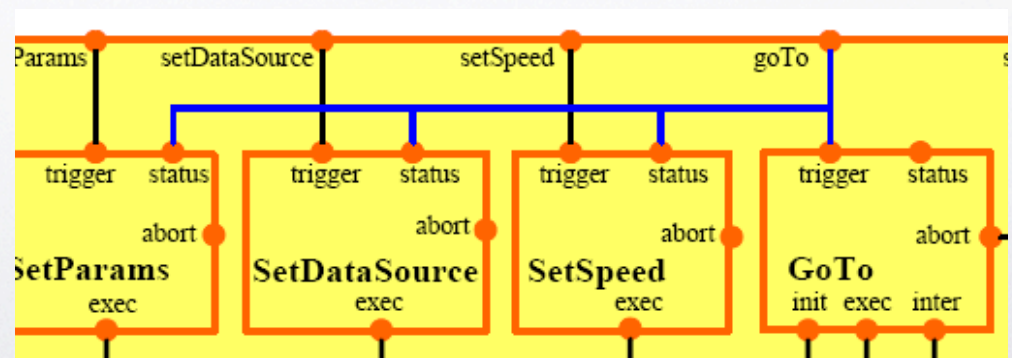 Params setDataSource setSpeed goTo
trigger status trigger status trigger status trigger status
abort abort abort abort
SetParams SetDataSource SetSpeed GoTo
exec exec exec init exec inter